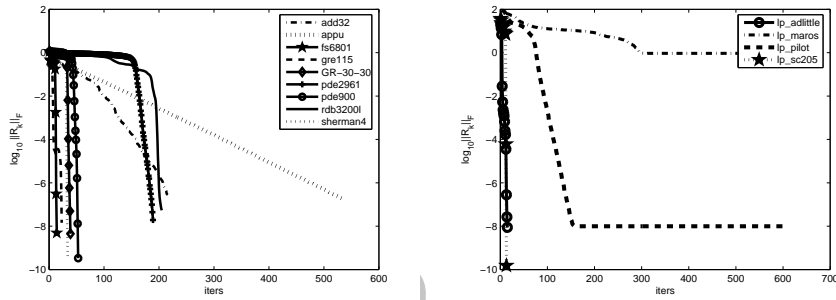 2
0
−2
−4
−6
−8
−10
0
100
200
300
400
500
600
iters
log10 ||Rk||F
add32
appu
fs6801
gre115
GR−30−30
pde2961
pde900
rdb3200l
sherman4
2
0
−2
−4
−6
−8
−10
0
100
200
300
400
500
600
700
iters
log10||Rk||F
lp_adlittle
lp_maros
lp_pilot
lp_sc205